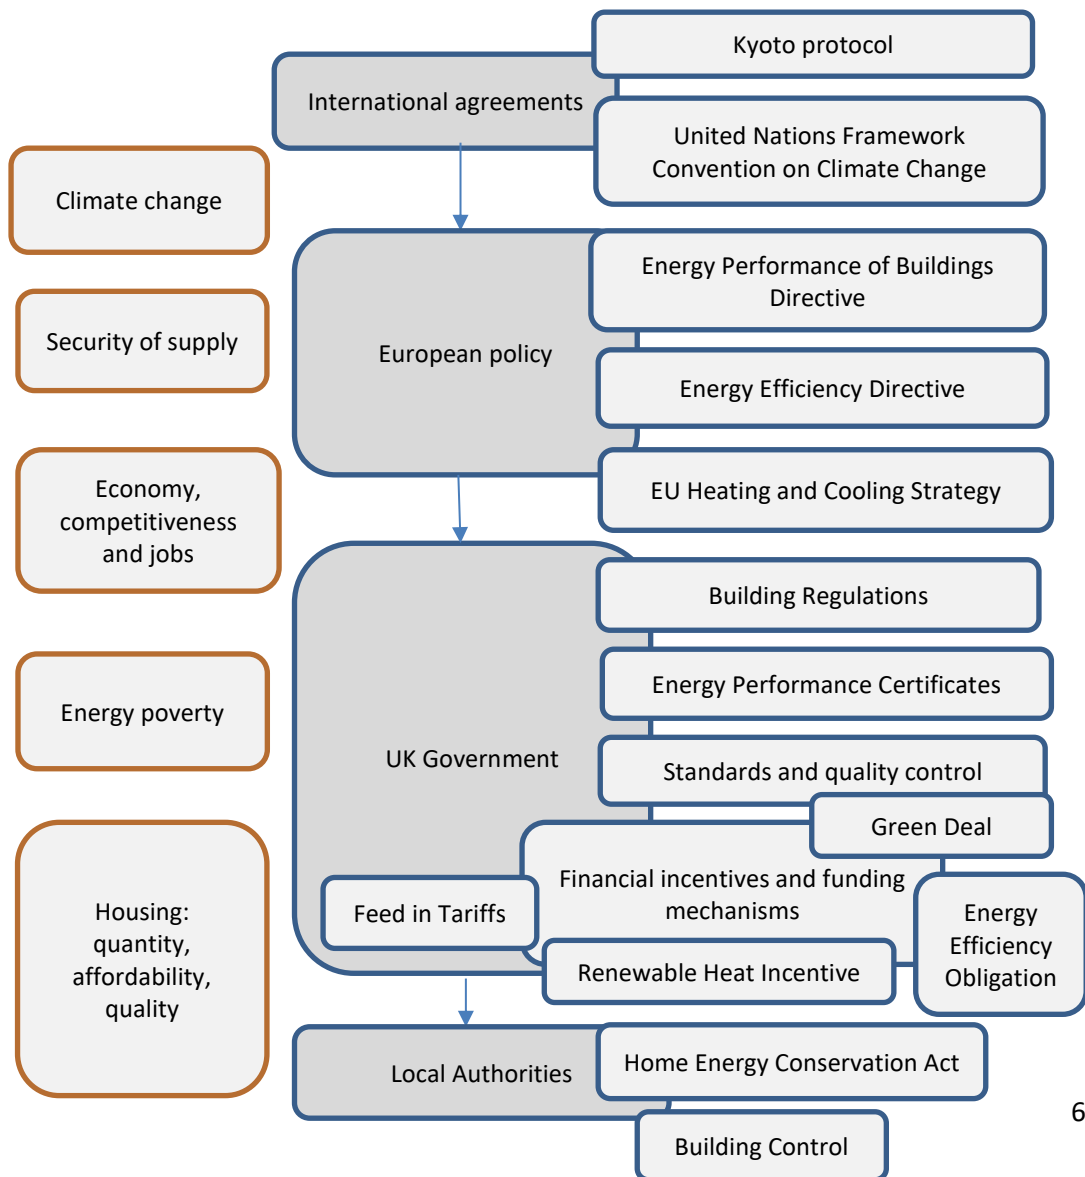 Kyoto protocol
International agreements
United Nations Framework
Convention on Climate Change
Climate change
Energy Performance of Buildings
Directive
Security of supply
European policy
Energy Efficiency Directive
Economy,
competitiveness
and jobs
EU Heating and Cooling Strategy
Building Regulations
Energy Performance Certificates
Energy poverty
UK Government
Standards and quality control
Green Deal
Financial incentives and funding
mechanisms
Feed in Tariffs
Energy
Efficiency
Obligation
Renewable Heat Incentive
Housing:
quantity,
affordability,
quality
Local Authorities
Home Energy Conservation Act
Building Control
6